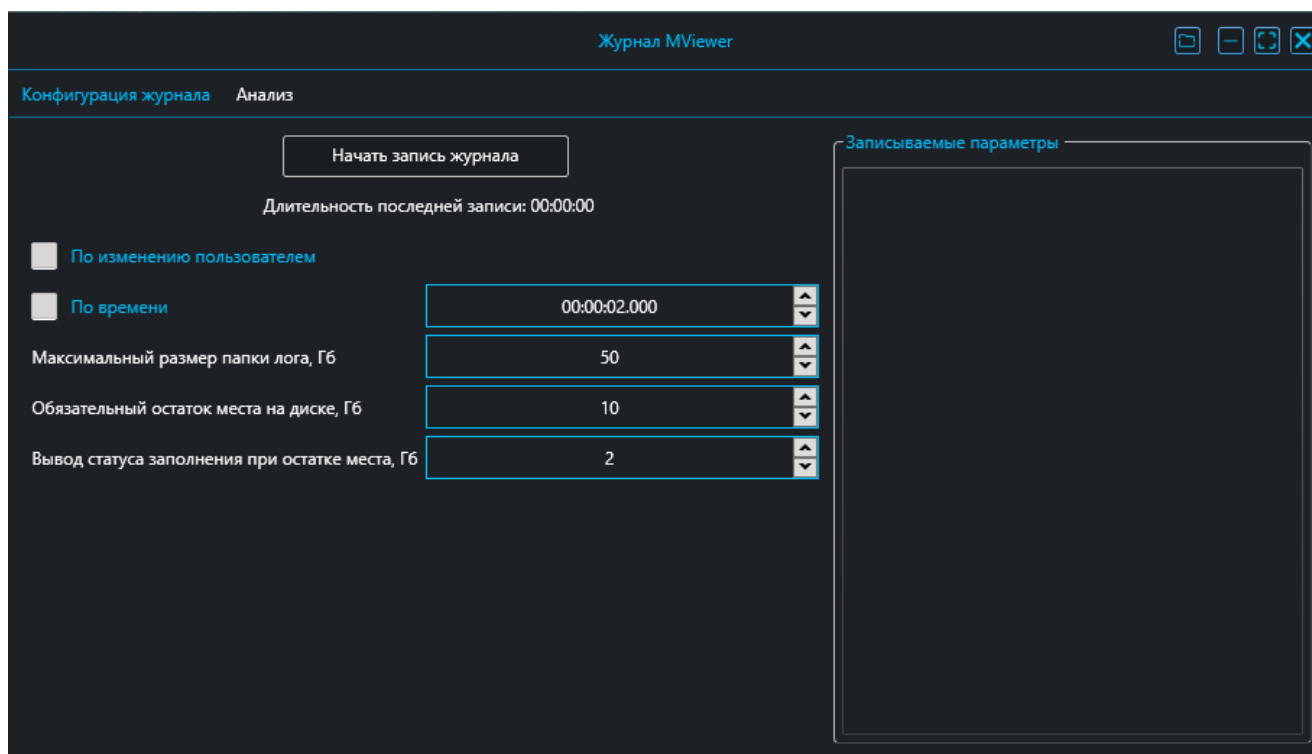 Журнал MViewer
Конфигурация журнала Анализ
Начать запись журнала
Длительность последней записи: 00:00:00
По изменению пользователем
По времени 00:00:02.000
Максимальный размер папки лога, Гб 50
Обязательный остаток места на диске, Гб 10
Вывод статуса заполнения при остатке места, Гб 2
Записываемые параметры